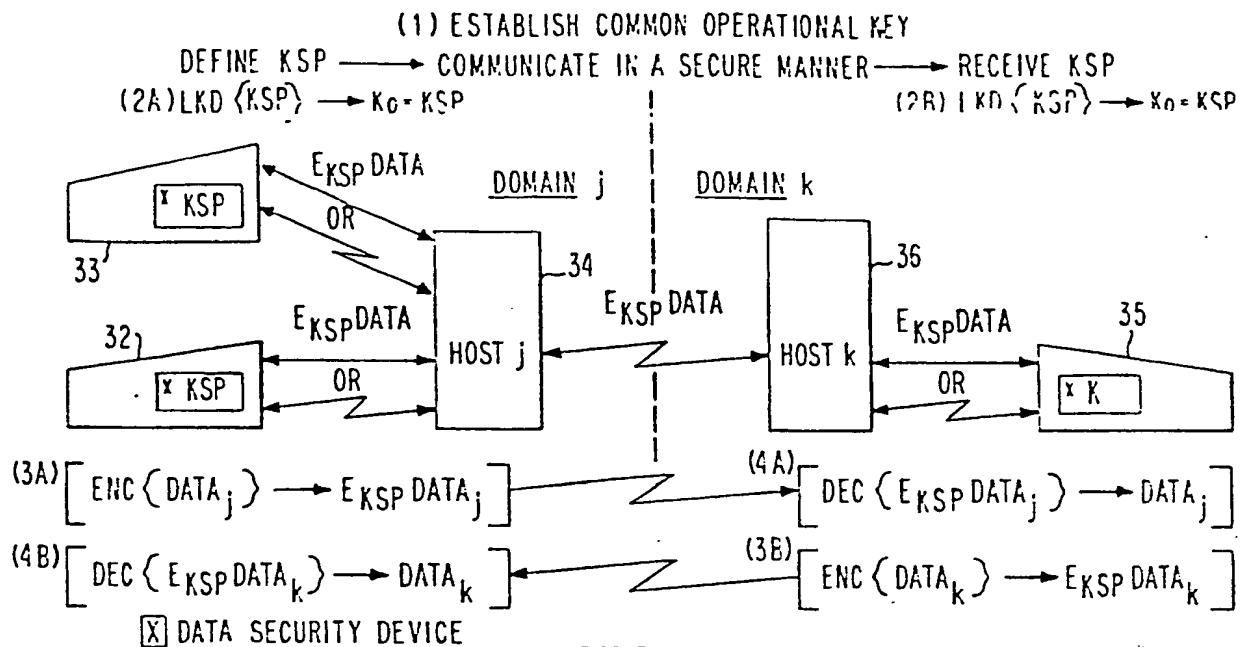 (1) ESTABLISH COMMON OPERATIONAL KEY
DEFINE KSP → COMMUNICATE IN A SECURE MANNER → RECEIVE KSP
(2A) LKD {KSP} → K0 = KSP
(2B) LKD {KSP} → K0 = KSP
EKSP DATA
DOMAIN j
DOMAIN k
X KSP
OR
33
34
36
EKSP DATA
EKSP DATA
EKSP DATA
32
35
HOST j
HOST k
X KSP
OR
OR
X K
(3A) [ENC {DATAj} → EKSP DATAj]
(4A) [DEC {EKSP DATAj} → DATAj]
(4B) [DEC {EKSP DATAk} → DATAk]
(3B) [ENC {DATAk} → EKSP DATAk]
X DATA SECURITY DEVICE